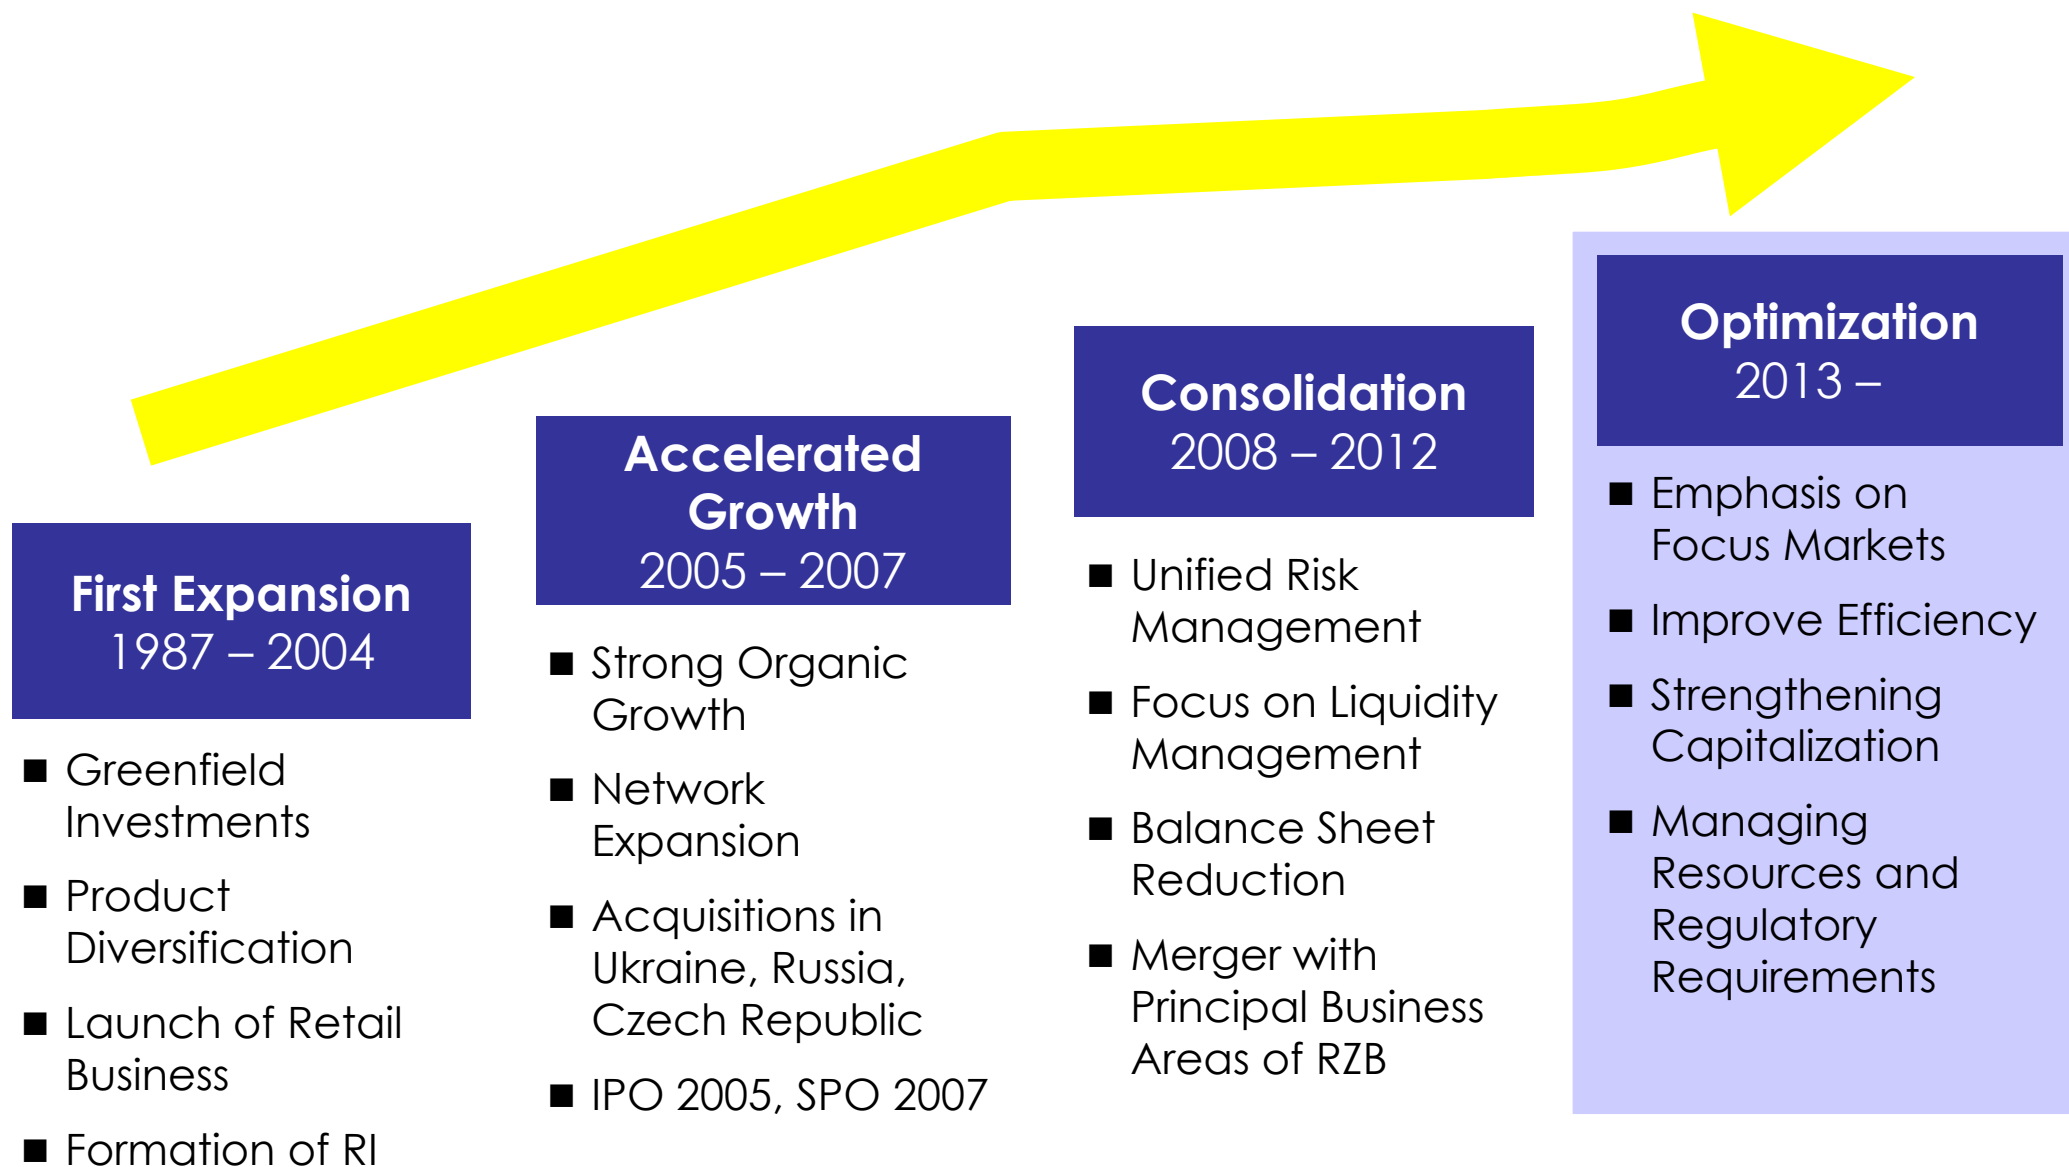 First Expansion
1987 – 2004
■ Greenfield
Investments
■ Product
Diversification
■ Launch of Retail
Business
■ Formation of RI
Accelerated
Growth
2005 – 2007
■ Strong Organic
Growth
■ Network
Expansion
■ Acquisitions in
Ukraine, Russia,
Czech Republic
■ IPO 2005, SPO 2007
Consolidation
2008 – 2012
■ Unified Risk
Management
■ Focus on Liquidity
Management
■ Balance Sheet
Reduction
■ Merger with
Principal Business
Areas of RZB
Optimization
2013 –
■ Emphasis on
Focus Markets
■ Improve Efficiency
■ Strengthening
Capitalization
■ Managing
Resources and
Regulatory
Requirements